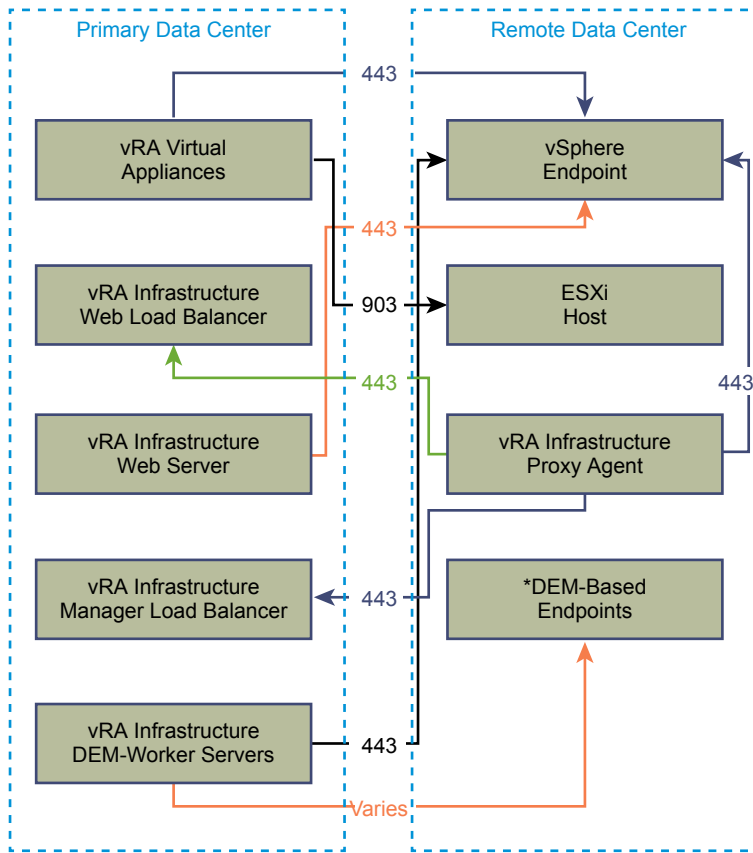 Primary Data Center
Remote Data Center
443
vRA Virtual
Appliances
vSphere
Endpoint
443
vRA Infrastructure
Web Load Balancer
903
ESXi
Host
443
443
vRA Infrastructure
Web Server
vRA Infrastructure
Proxy Agent
vRA Infrastructure
Manager Load Balancer
443
*DEM-Based
Endpoints
vRA Infrastructure
DEM-Worker Servers
443
Varies